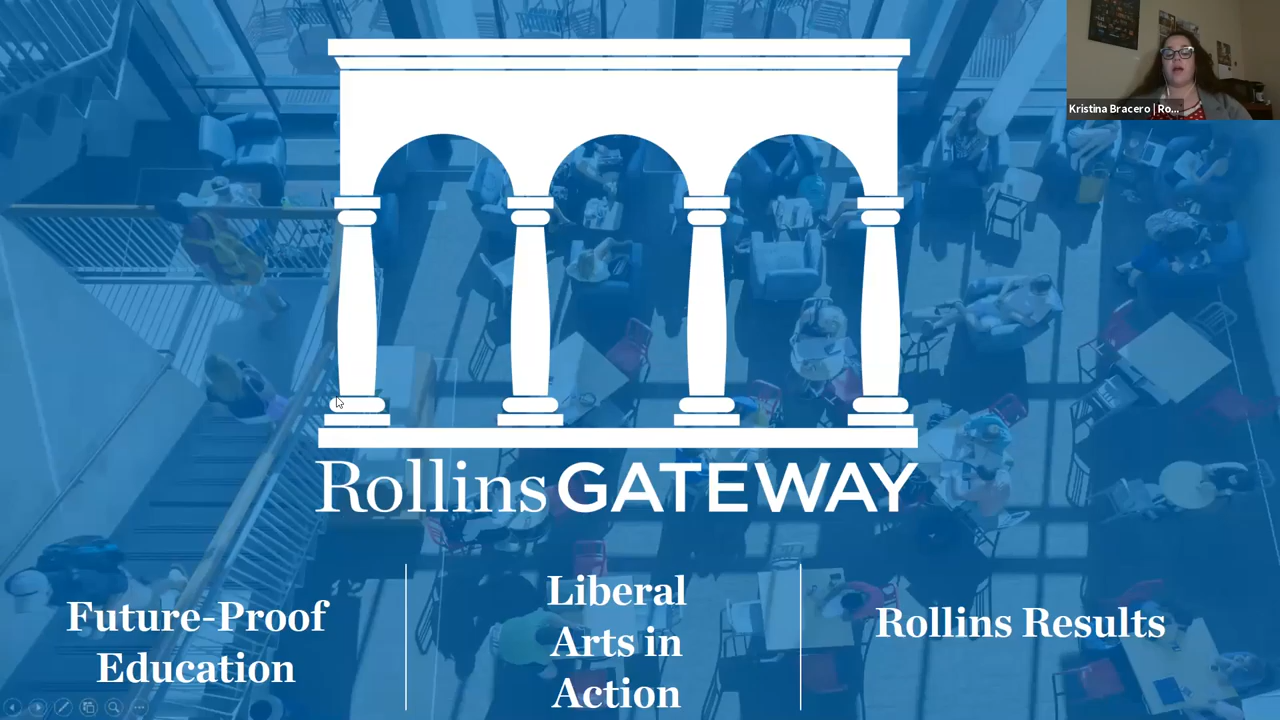 Kristina Bracero | Ro...
Rollins GATEWAY
Future-Proof
Education
Liberal
Arts in
Action
Rollins Results